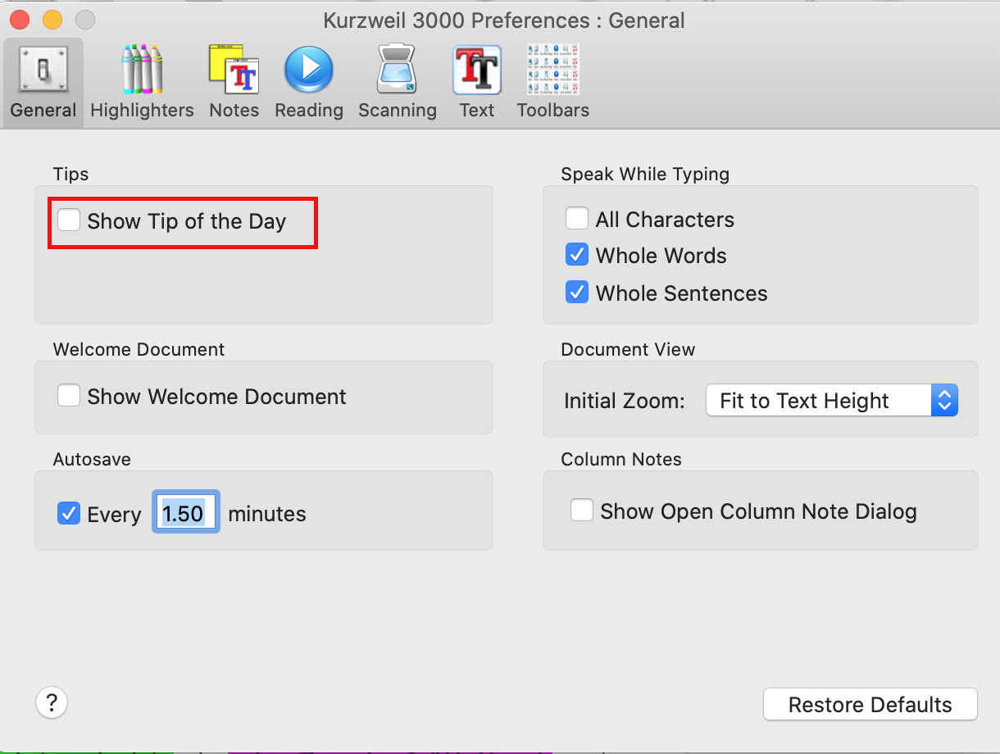 Kurzweil 3000 Preferences : General
General Highlighters Notes Reading Scanning Text Toolbars
Tips
Show Tip of the Day
Welcome Document
Show Welcome Document
Autosave
Every 1.50 minutes
Speak While Typing
All Characters
Whole Words
Whole Sentences
Document View
Initial Zoom: Fit to Text Height
Column Notes
Show Open Column Note Dialog
?
Restore Defaults